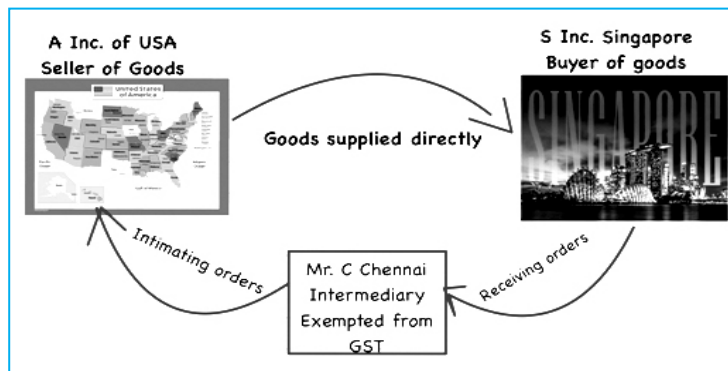 A Inc. of USA
Seller of Goods
S Inc. Singapore
Buyer of goods
United States
of America
SINGAPORE
Goods supplied directly
Intimating orders
Receiving orders
Mr. C Chennai
Intermediary
Exempted from
GST